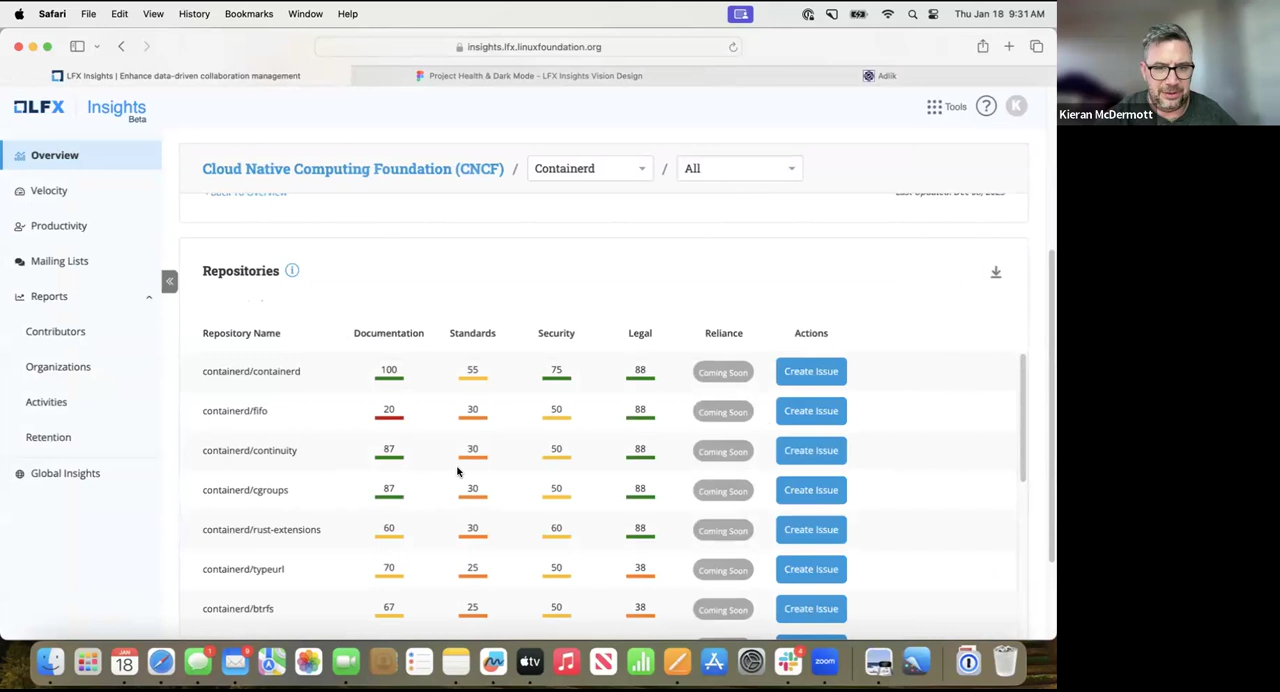 Safari File Edit View History Bookmarks Window Help Thu Jan 18 9:31 AM
insights.lfx.linuxfoundation.org
LFX Insights | Enhance data-driven collaboration management Project Health & Dark Mode - LFX Insights Vision Design Adlik
LFX Insights Beta Tools ? K
Kieran McDermott
Overview
Velocity
Productivity
Mailing Lists
Reports
Contributors
Organizations
Activities
Retention
Global Insights
Cloud Native Computing Foundation (CNCF) / Containerd / All
Back To Overview
Repositories
Repository Name Documentation Standards Security Legal Reliance Actions
containerd/containerd 100 55 75 88 Coming Soon Create Issue
containerd/fifo 20 30 50 88 Coming Soon Create Issue
containerd/continuity 87 30 50 88 Coming Soon Create Issue
containerd/cgroups 87 30 50 88 Coming Soon Create Issue
containerd/rust-extensions 60 30 60 88 Coming Soon Create Issue
containerd/typeurl 70 25 50 38 Coming Soon Create Issue
containerd/btrfs 67 25 50 38 Coming Soon Create Issue
JAN
18
tv
zoom